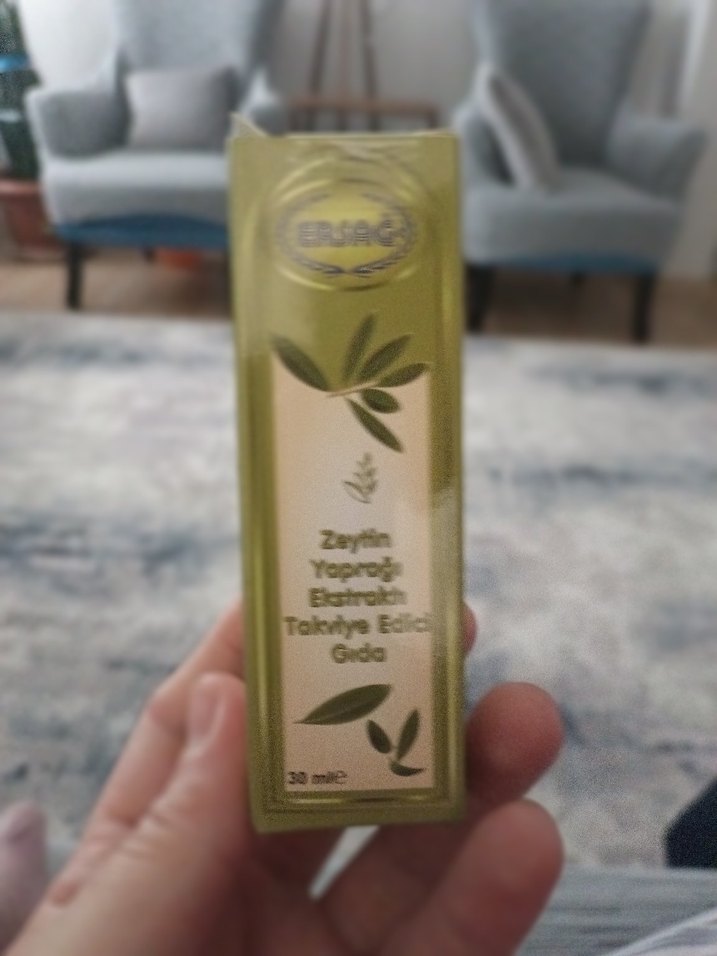 ERSAĞ
Zeytin
Yaprağı
Ekstraktı
Takviye Edici
Gıda
30 ml℮